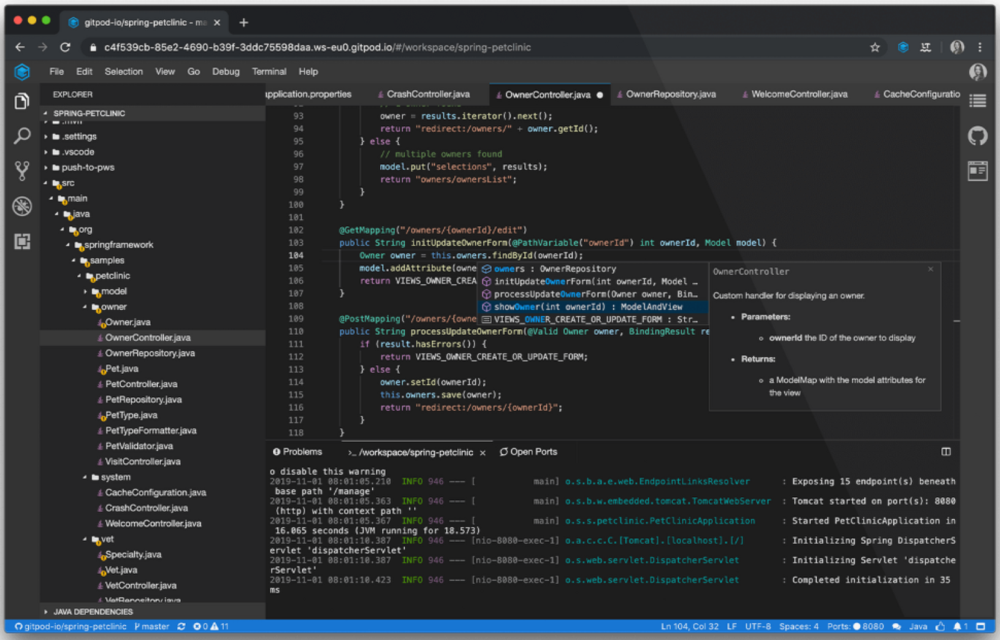 gitpod-io/spring-petclinic - ma
c4f539cb-85e2-4690-b39f-3ddc75598daa.ws-eu0.gitpod.io/#/workspace/spring-petclinic
File Edit Selection View Go Debug Terminal Help
EXPLORER
SPRING-PETCLINIC
.mvn
.settings
.vscode
push-to-pws
src
main
java
org
springframework
samples
petclinic
model
owner
Owner.java
OwnerController.java
OwnerRepository.java
Pet.java
PetController.java
PetRepository.java
PetType.java
PetTypeFormatter.java
PetValidator.java
VisitController.java
system
CacheConfiguration.java
CrashController.java
WelcomeController.java
vet
Specialty.java
Vet.java
VetController.java
VetRepository.java
JAVA DEPENDENCIES
application.properties CrashController.java OwnerController.java OwnerRepository.java WelcomeController.java CacheConfiguratio
93 owner = results.iterator().next();
94 return "redirect:/owners/" + owner.getId();
95 } else {
96 // multiple owners found
97 model.put("selections", results);
98 return "owners/ownersList";
99 }
100 }
101
102 @GetMapping("/owners/{ownerId}/edit")
103 public String initUpdateOwnerForm(@PathVariable("ownerId") int ownerId, Model model) {
104 Owner owner = this.owners.findById(ownerId);
105 model.addAttribute(owne
106 return VIEWS_OWNER_CREA
107 }
108
109 @PostMapping("/owners/{owne
110 public String processUpdateOwnerForm(@Valid Owner owner, BindingResult re
111 if (result.hasErrors()) {
112 return VIEWS_OWNER_CREATE_OR_UPDATE_FORM;
113 } else {
114 owner.setId(ownerId);
115 this.owners.save(owner);
116 return "redirect:/owners/{ownerId}";
117 }
118 }
owners : OwnerRepository
initUpdateOwnerForm(int ownerId, Model …
processUpdateOwnerForm(Owner owner, Bin…
showOwner(int ownerId) : ModelAndView
VIEWS_OWNER_CREATE_OR_UPDATE_FORM : Str…
OwnerController
Custom handler for displaying an owner.
Parameters:
ownerId the ID of the owner to display
Returns:
a ModelMap with the model attributes for
the view
Problems >_ /workspace/spring-petclinic Open Ports
o disable this warning
2019-11-01 08:01:05.210 INFO 946 --- [ main] o.s.b.a.e.web.EndpointLinksResolver : Exposing 15 endpoint(s) beneath
base path '/manage'
2019-11-01 08:01:05.363 INFO 946 --- [ main] o.s.b.w.embedded.tomcat.TomcatWebServer : Tomcat started on port(s): 8080
(http) with context path ''
2019-11-01 08:01:05.367 INFO 946 --- [ main] o.s.s.petclinic.PetClinicApplication : Started PetClinicApplication in
16.065 seconds (JVM running for 18.573)
2019-11-01 08:01:10.387 INFO 946 --- [nio-8080-exec-1] o.a.c.c.C.[Tomcat].[localhost].[/] : Initializing Spring DispatcherS
ervlet 'dispatcherServlet'
2019-11-01 08:01:10.387 INFO 946 --- [nio-8080-exec-1] o.s.web.servlet.DispatcherServlet : Initializing Servlet 'dispatche
rServlet'
2019-11-01 08:01:10.423 INFO 946 --- [nio-8080-exec-1] o.s.web.servlet.DispatcherServlet : Completed initialization in 35
ms
gitpod-io/spring-petclinic master 0 11 Ln 104, Col 32 LF UTF-8 Spaces: 4 Ports: 8080 Java 1